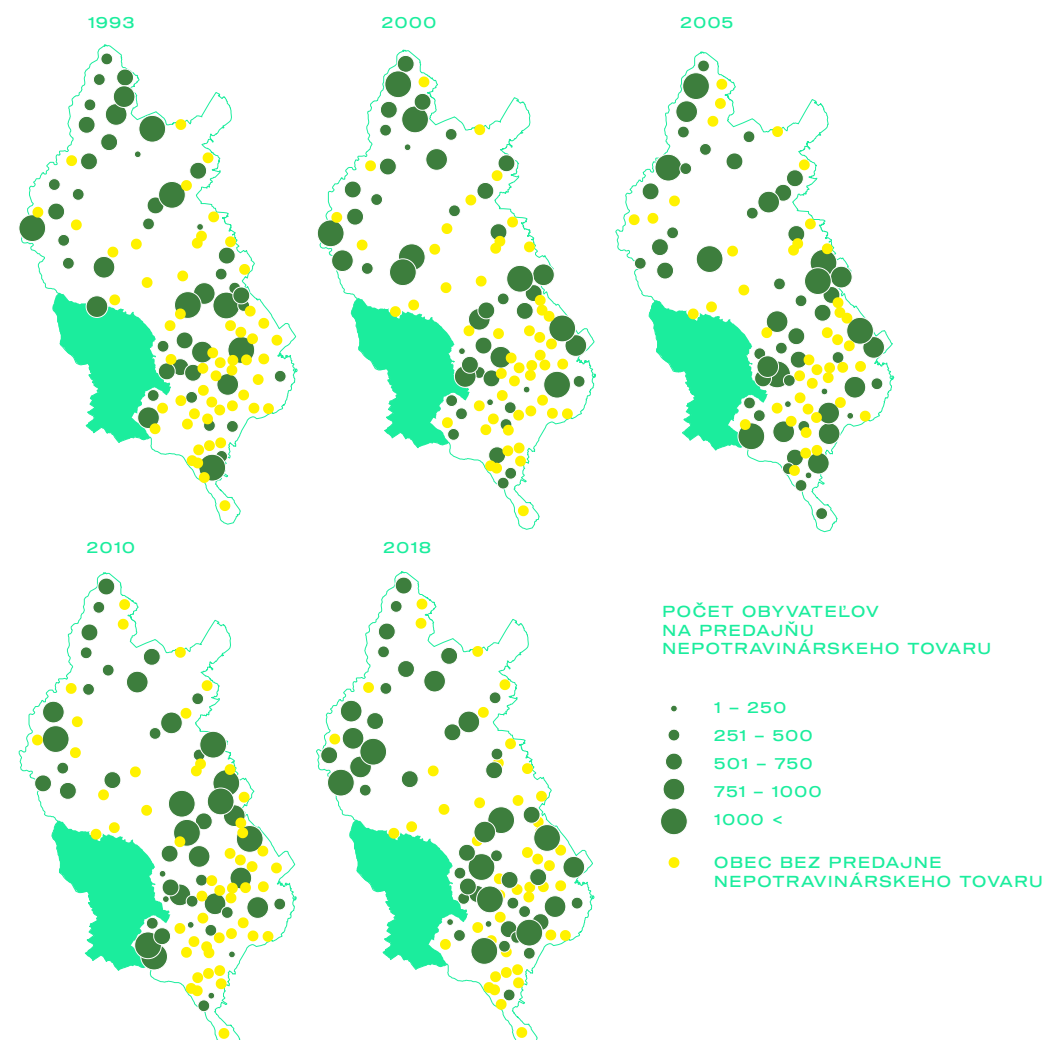 1993
2000
2005
2010
2018
POČET OBYVATEĽOV
NA PREDAJŇU
NEPOTRAVINÁRSKEHO TOVARU
1 – 250
251 – 500
501 – 750
751 – 1000
1000 <
OBEC BEZ PREDAJNE
NEPOTRAVINÁRSKEHO TOVARU